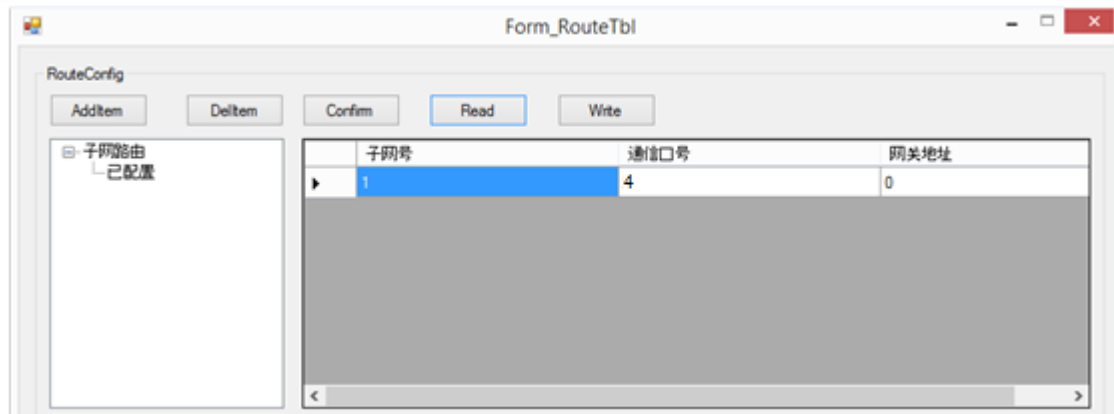 Form_RouteTbl
RouteConfig
AddItem DelItem Confirm Read Write
子网路由
已配置
子网号 通信口号 网关地址
1 4 0